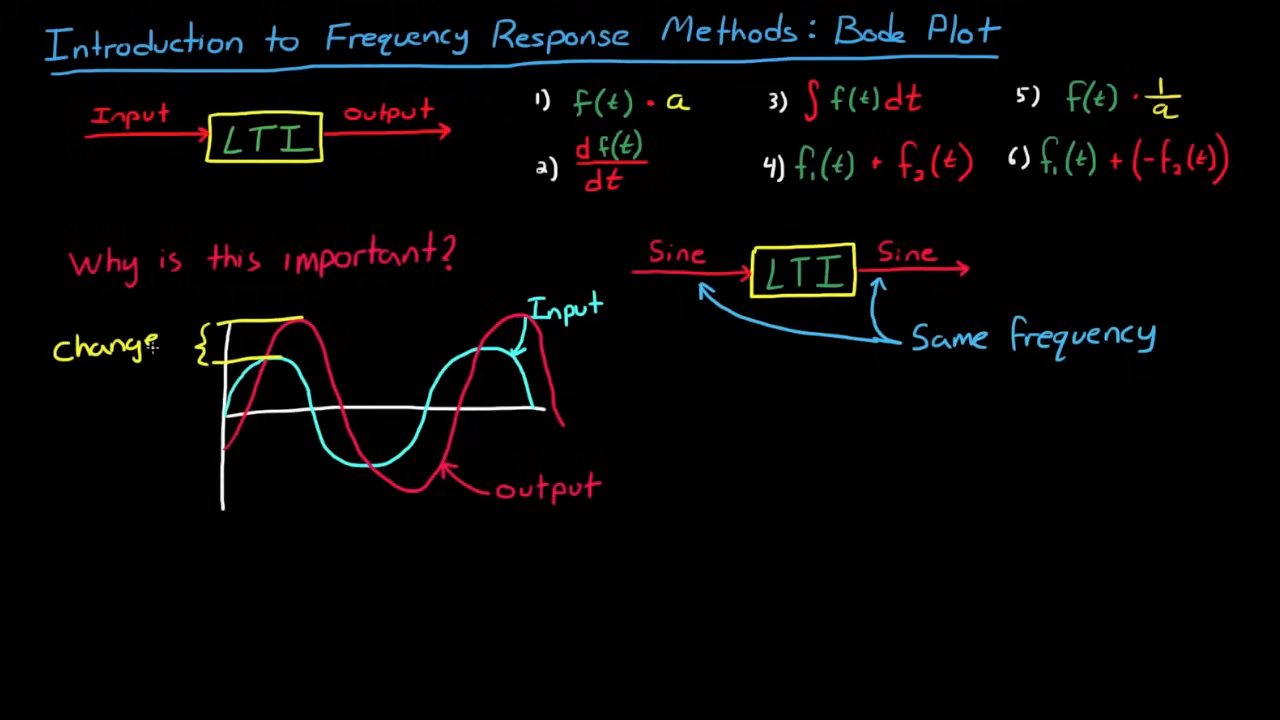 Introduction to Frequency Response Methods: Bode Plot
Input LTI Output
1) f(t) · a
2) d f(t) / dt
3) ∫ f(t) dt
4) f₁(t) + f₂(t)
5) f(t) · 1/a
6) f₁(t) + (-f₂(t))
Why is this important?
Sine LTI Sine
Same frequency
Input
Change
Output